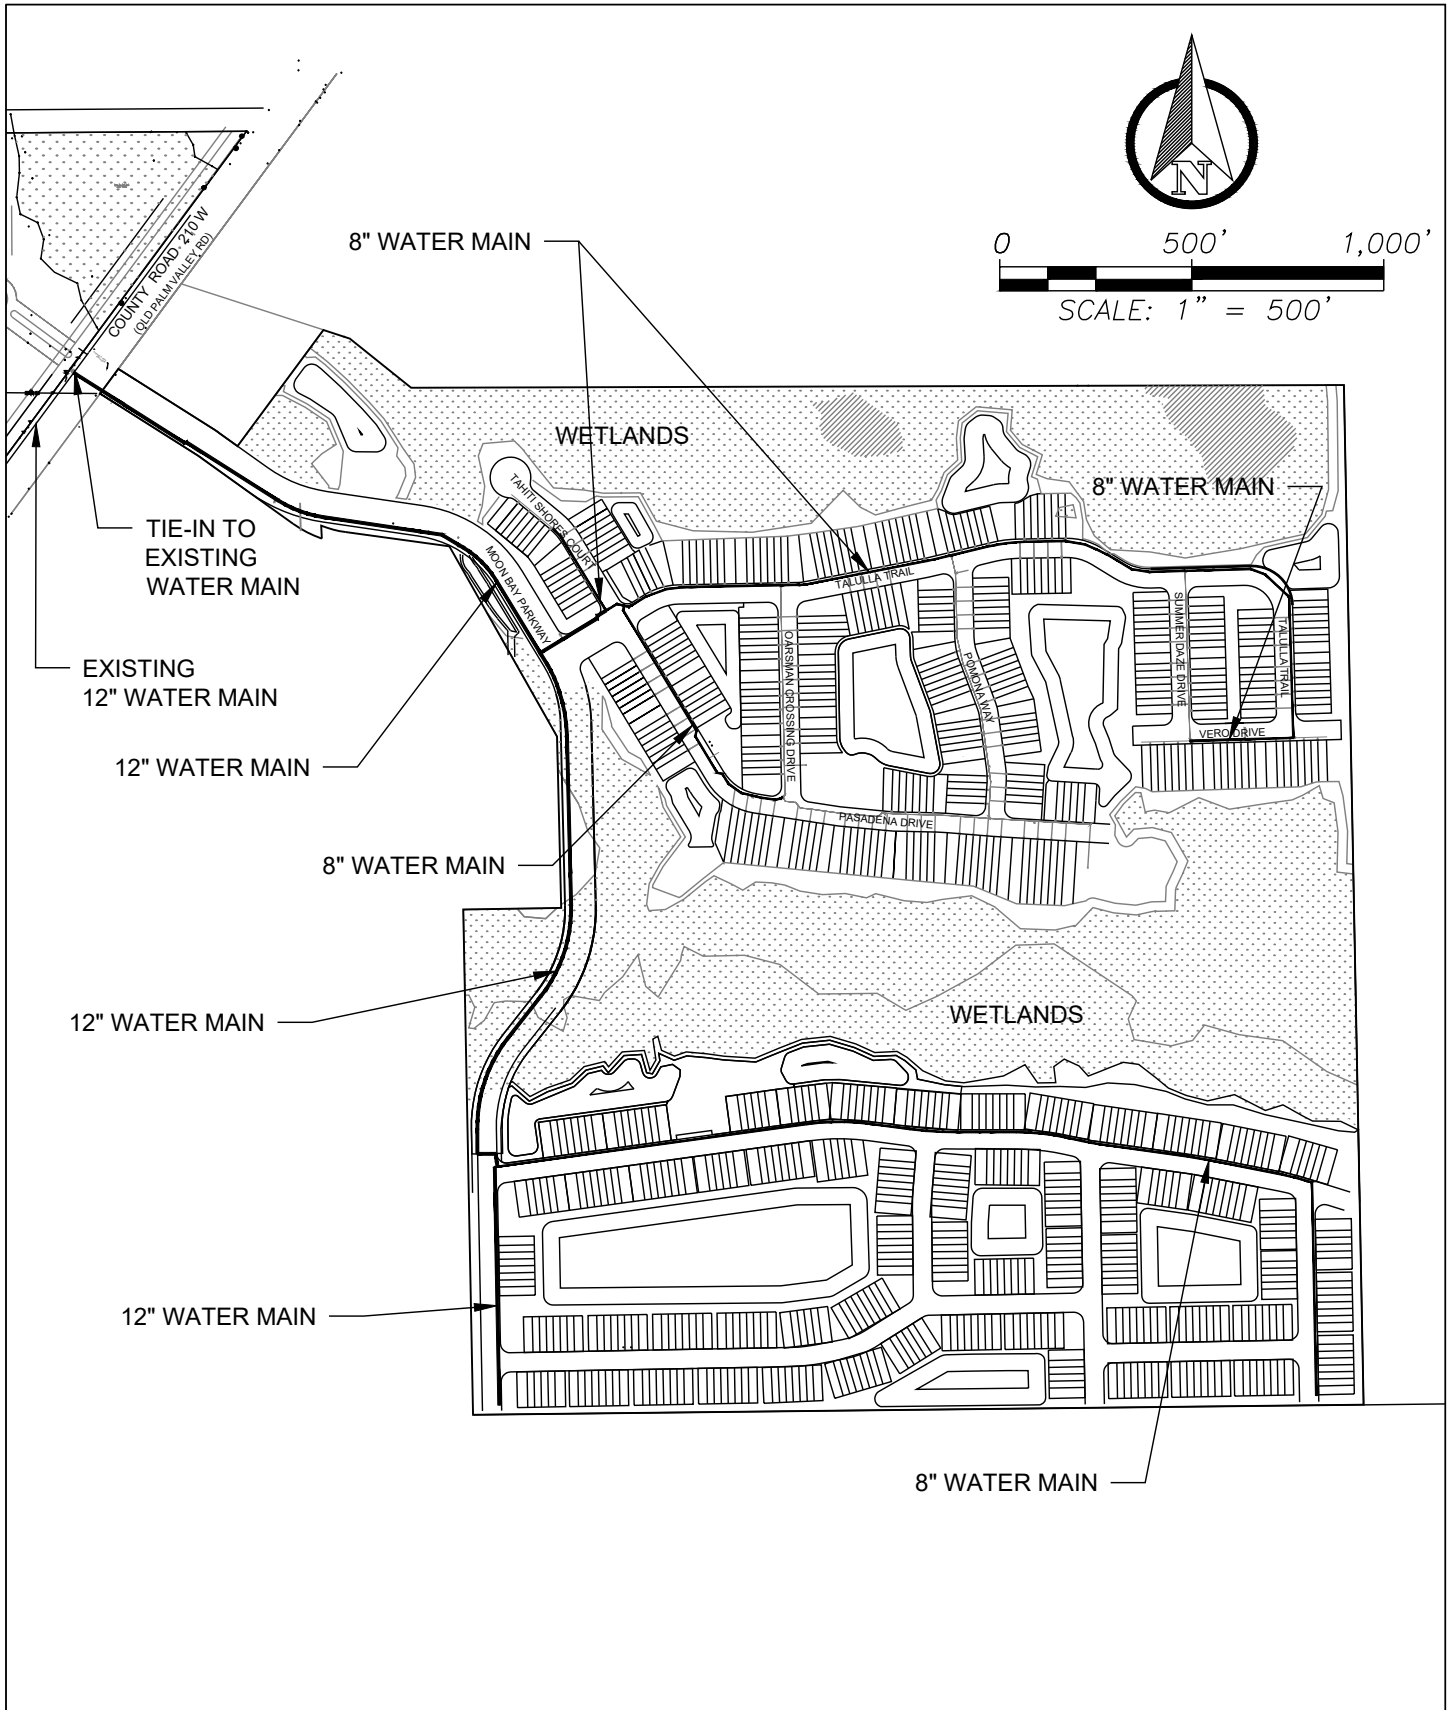 N
0 500' 1,000'
SCALE: 1" = 500'
COUNTY ROAD 210 W
(OLD PALM VALLEY RD)
8" WATER MAIN
WETLANDS
8" WATER MAIN
TAHITI SHORES COURT
TIE-IN TO
EXISTING
WATER MAIN
MOON BAY PARKWAY
TALULLA TRAIL
OARSMAN CROSSING DRIVE
POMONA WAY
SUMMER DAZE DRIVE
TALULLA TRAIL
EXISTING
12" WATER MAIN
VERO DRIVE
12" WATER MAIN
PASADENA DRIVE
8" WATER MAIN
12" WATER MAIN
WETLANDS
12" WATER MAIN
8" WATER MAIN